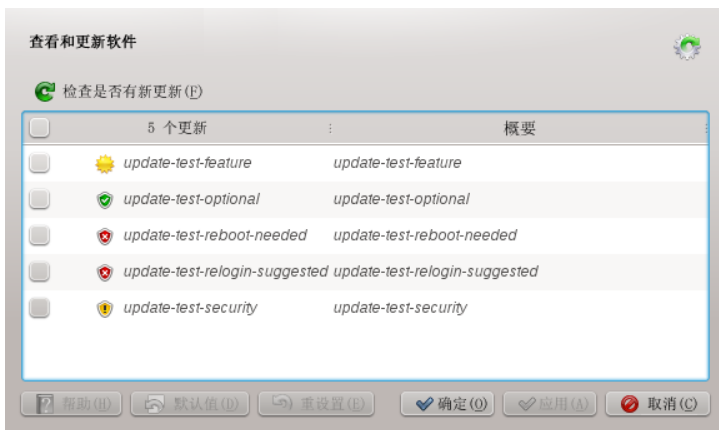 查看和更新软件
检查是否有新更新(F)
5 个更新 概要
update-test-feature update-test-feature
update-test-optional update-test-optional
update-test-reboot-needed update-test-reboot-needed
update-test-relogin-suggested update-test-relogin-suggested
update-test-security update-test-security
帮助(H) 默认值(D) 重设置(E) 确定(O) 应用(A) 取消(C)